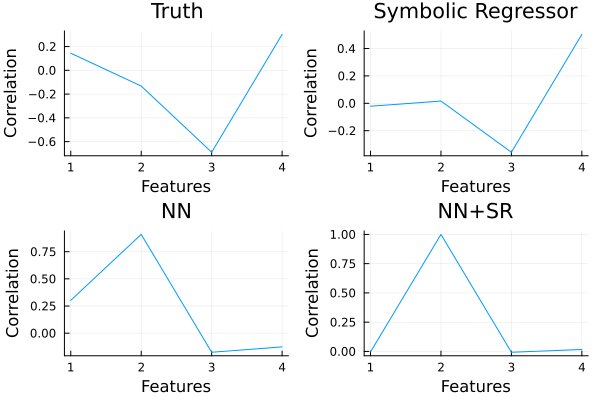 Truth
Correlation
0.2
0.0
−0.2
−0.4
−0.6
1 2 3 4
Features
Symbolic Regressor
Correlation
0.4
0.2
0.0
−0.2
1 2 3 4
Features
NN
Correlation
0.75
0.50
0.25
0.00
1 2 3 4
Features
NN+SR
Correlation
1.00
0.75
0.50
0.25
0.00
1 2 3 4
Features